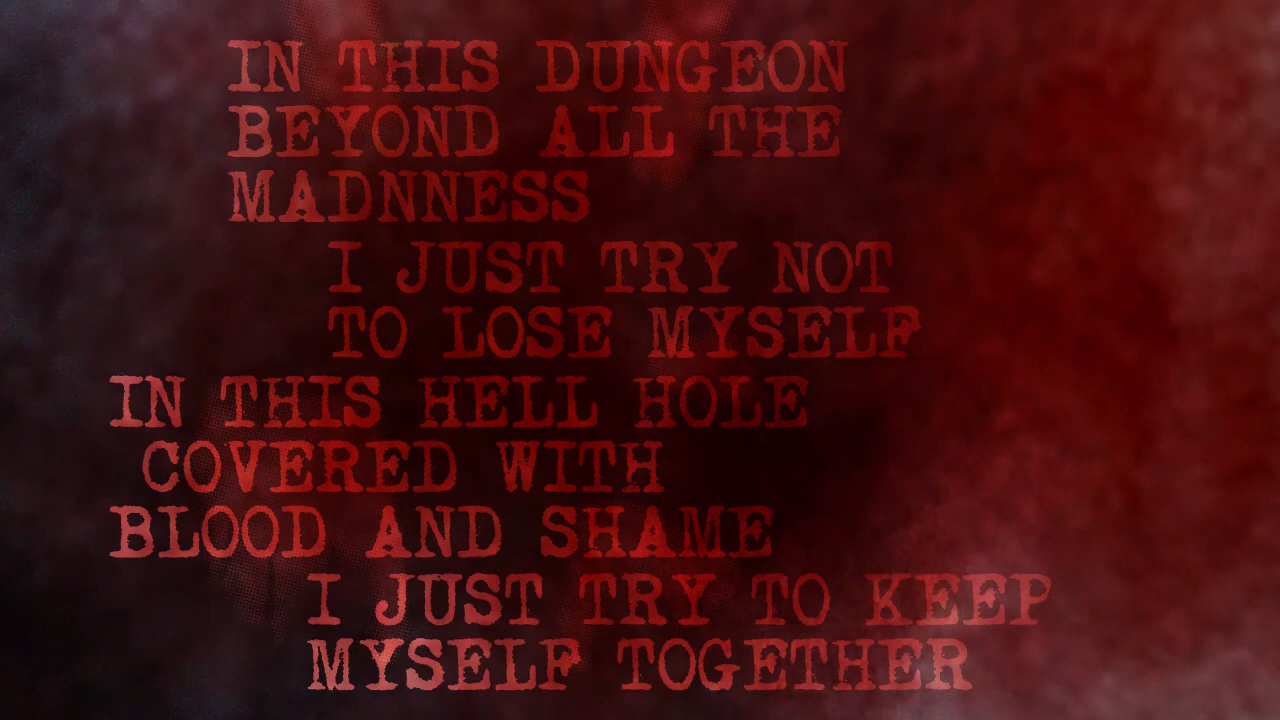 IN THIS DUNGEON
BEYOND ALL THE
MADNNESS
I JUST TRY NOT
TO LOSE MYSELF
IN THIS HELL HOLE
COVERED WITH
BLOOD AND SHAME
I JUST TRY TO KEEP
MYSELF TOGETHER